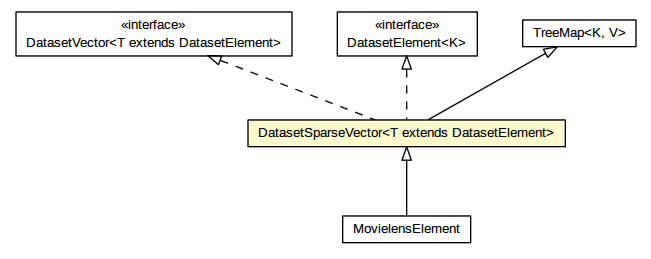 «interface»
DatasetVector<T extends DatasetElement>
«interface»
DatasetElement<K>
TreeMap<K, V>
DatasetSparseVector<T extends DatasetElement>
MovielensElement